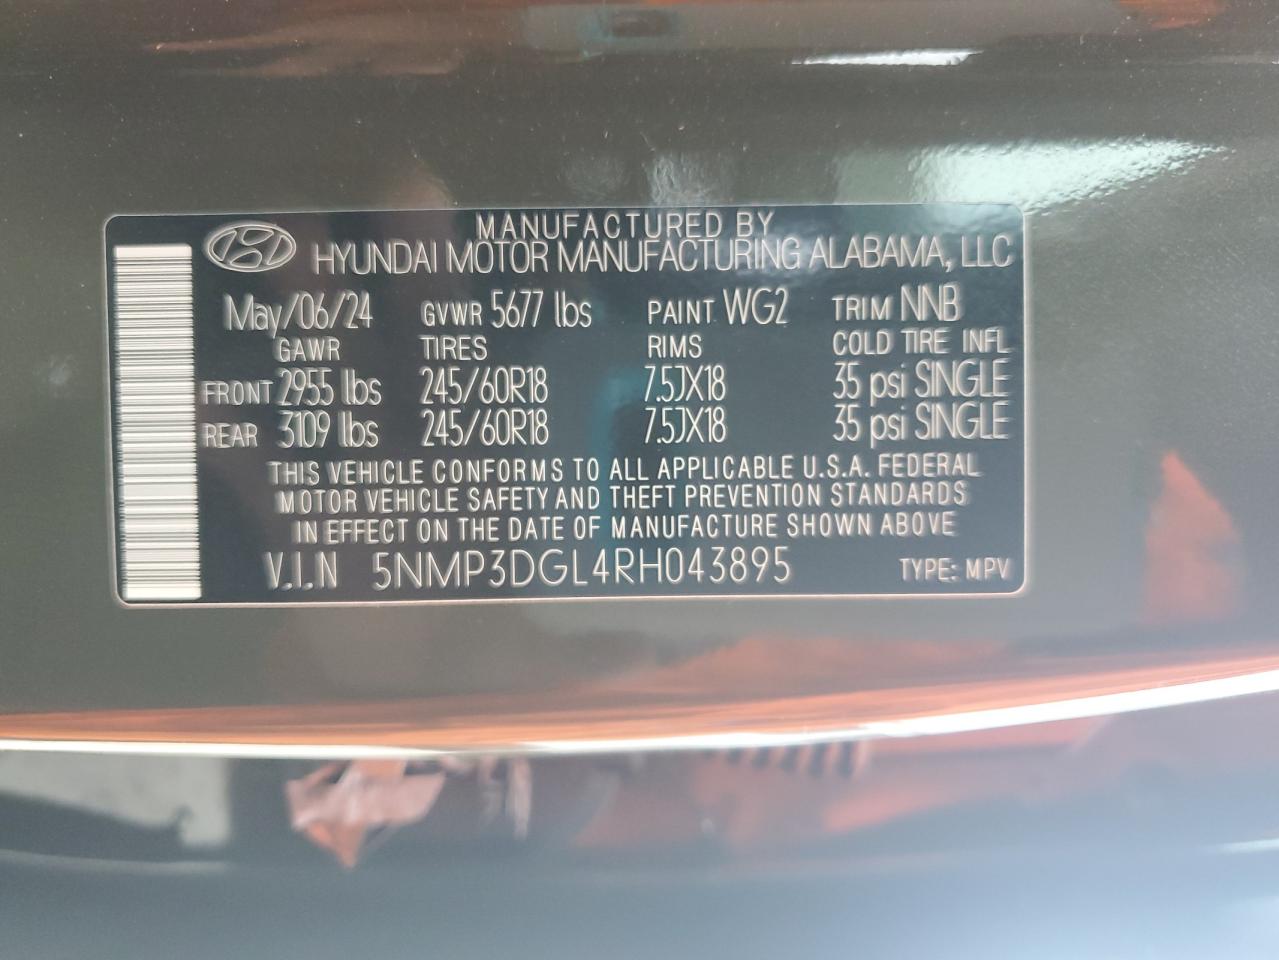 MANUFACTURED BY
HYUNDAI MOTOR MANUFACTURING ALABAMA, LLC
May/06/24 GVWR 5677 lbs PAINT WG2 TRIM NNB
GAWR TIRES RIMS COLD TIRE INFL
FRONT 2955 lbs 245/60R18 7.5JX18 35 psi SINGLE
REAR 3109 lbs 245/60R18 7.5JX18 35 psi SINGLE
THIS VEHICLE CONFORMS TO ALL APPLICABLE U.S.A. FEDERAL
MOTOR VEHICLE SAFETY AND THEFT PREVENTION STANDARDS
IN EFFECT ON THE DATE OF MANUFACTURE SHOWN ABOVE
V.I.N 5NMP3DGL4RH043895 TYPE: MPV